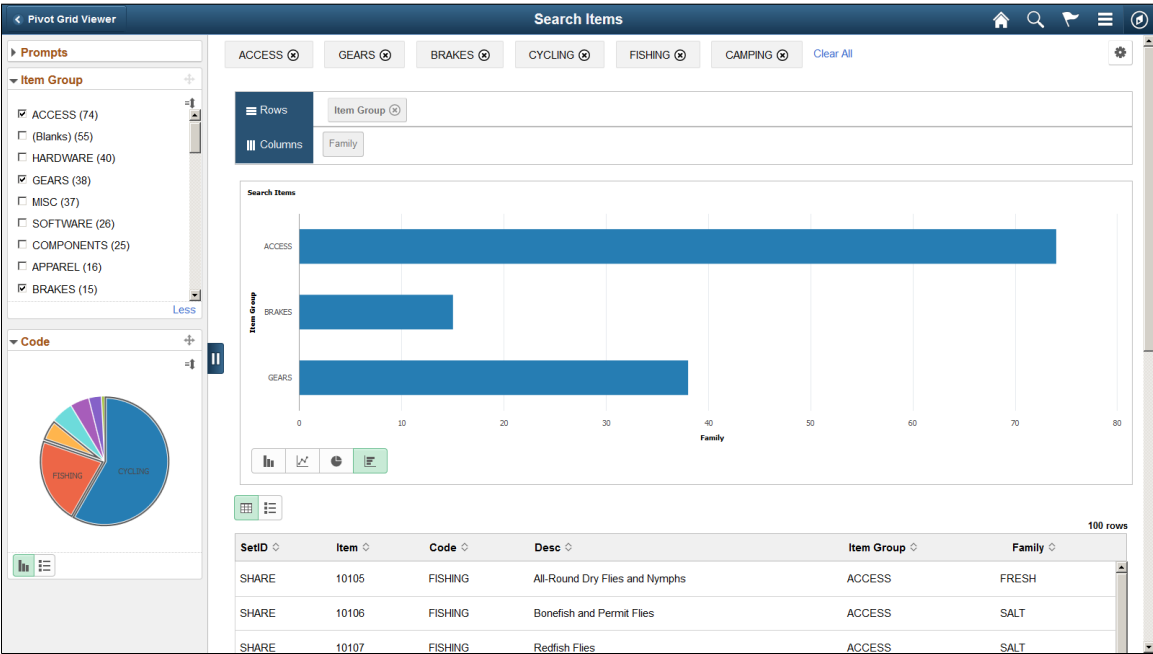 Pivot Grid Viewer
Search Items
Prompts
Item Group
ACCESS (74)
(Blanks) (55)
HARDWARE (40)
GEARS (38)
MISC (37)
SOFTWARE (26)
COMPONENTS (25)
APPAREL (16)
BRAKES (15)
Less
Code
FISHING
CYCLING
ACCESS GEARS BRAKES CYCLING FISHING CAMPING Clear All
Rows Item Group
Columns Family
Search Items
Item Group
ACCESS
BRAKES
GEARS
0 10 20 30 40 50 60 70 80
Family
100 rows
SetID Item Code Desc Item Group Family
SHARE 10105 FISHING All-Round Dry Flies and Nymphs ACCESS FRESH
SHARE 10106 FISHING Bonefish and Permit Flies ACCESS SALT
SHARE 10107 FISHING Redfish Flies ACCESS SALT